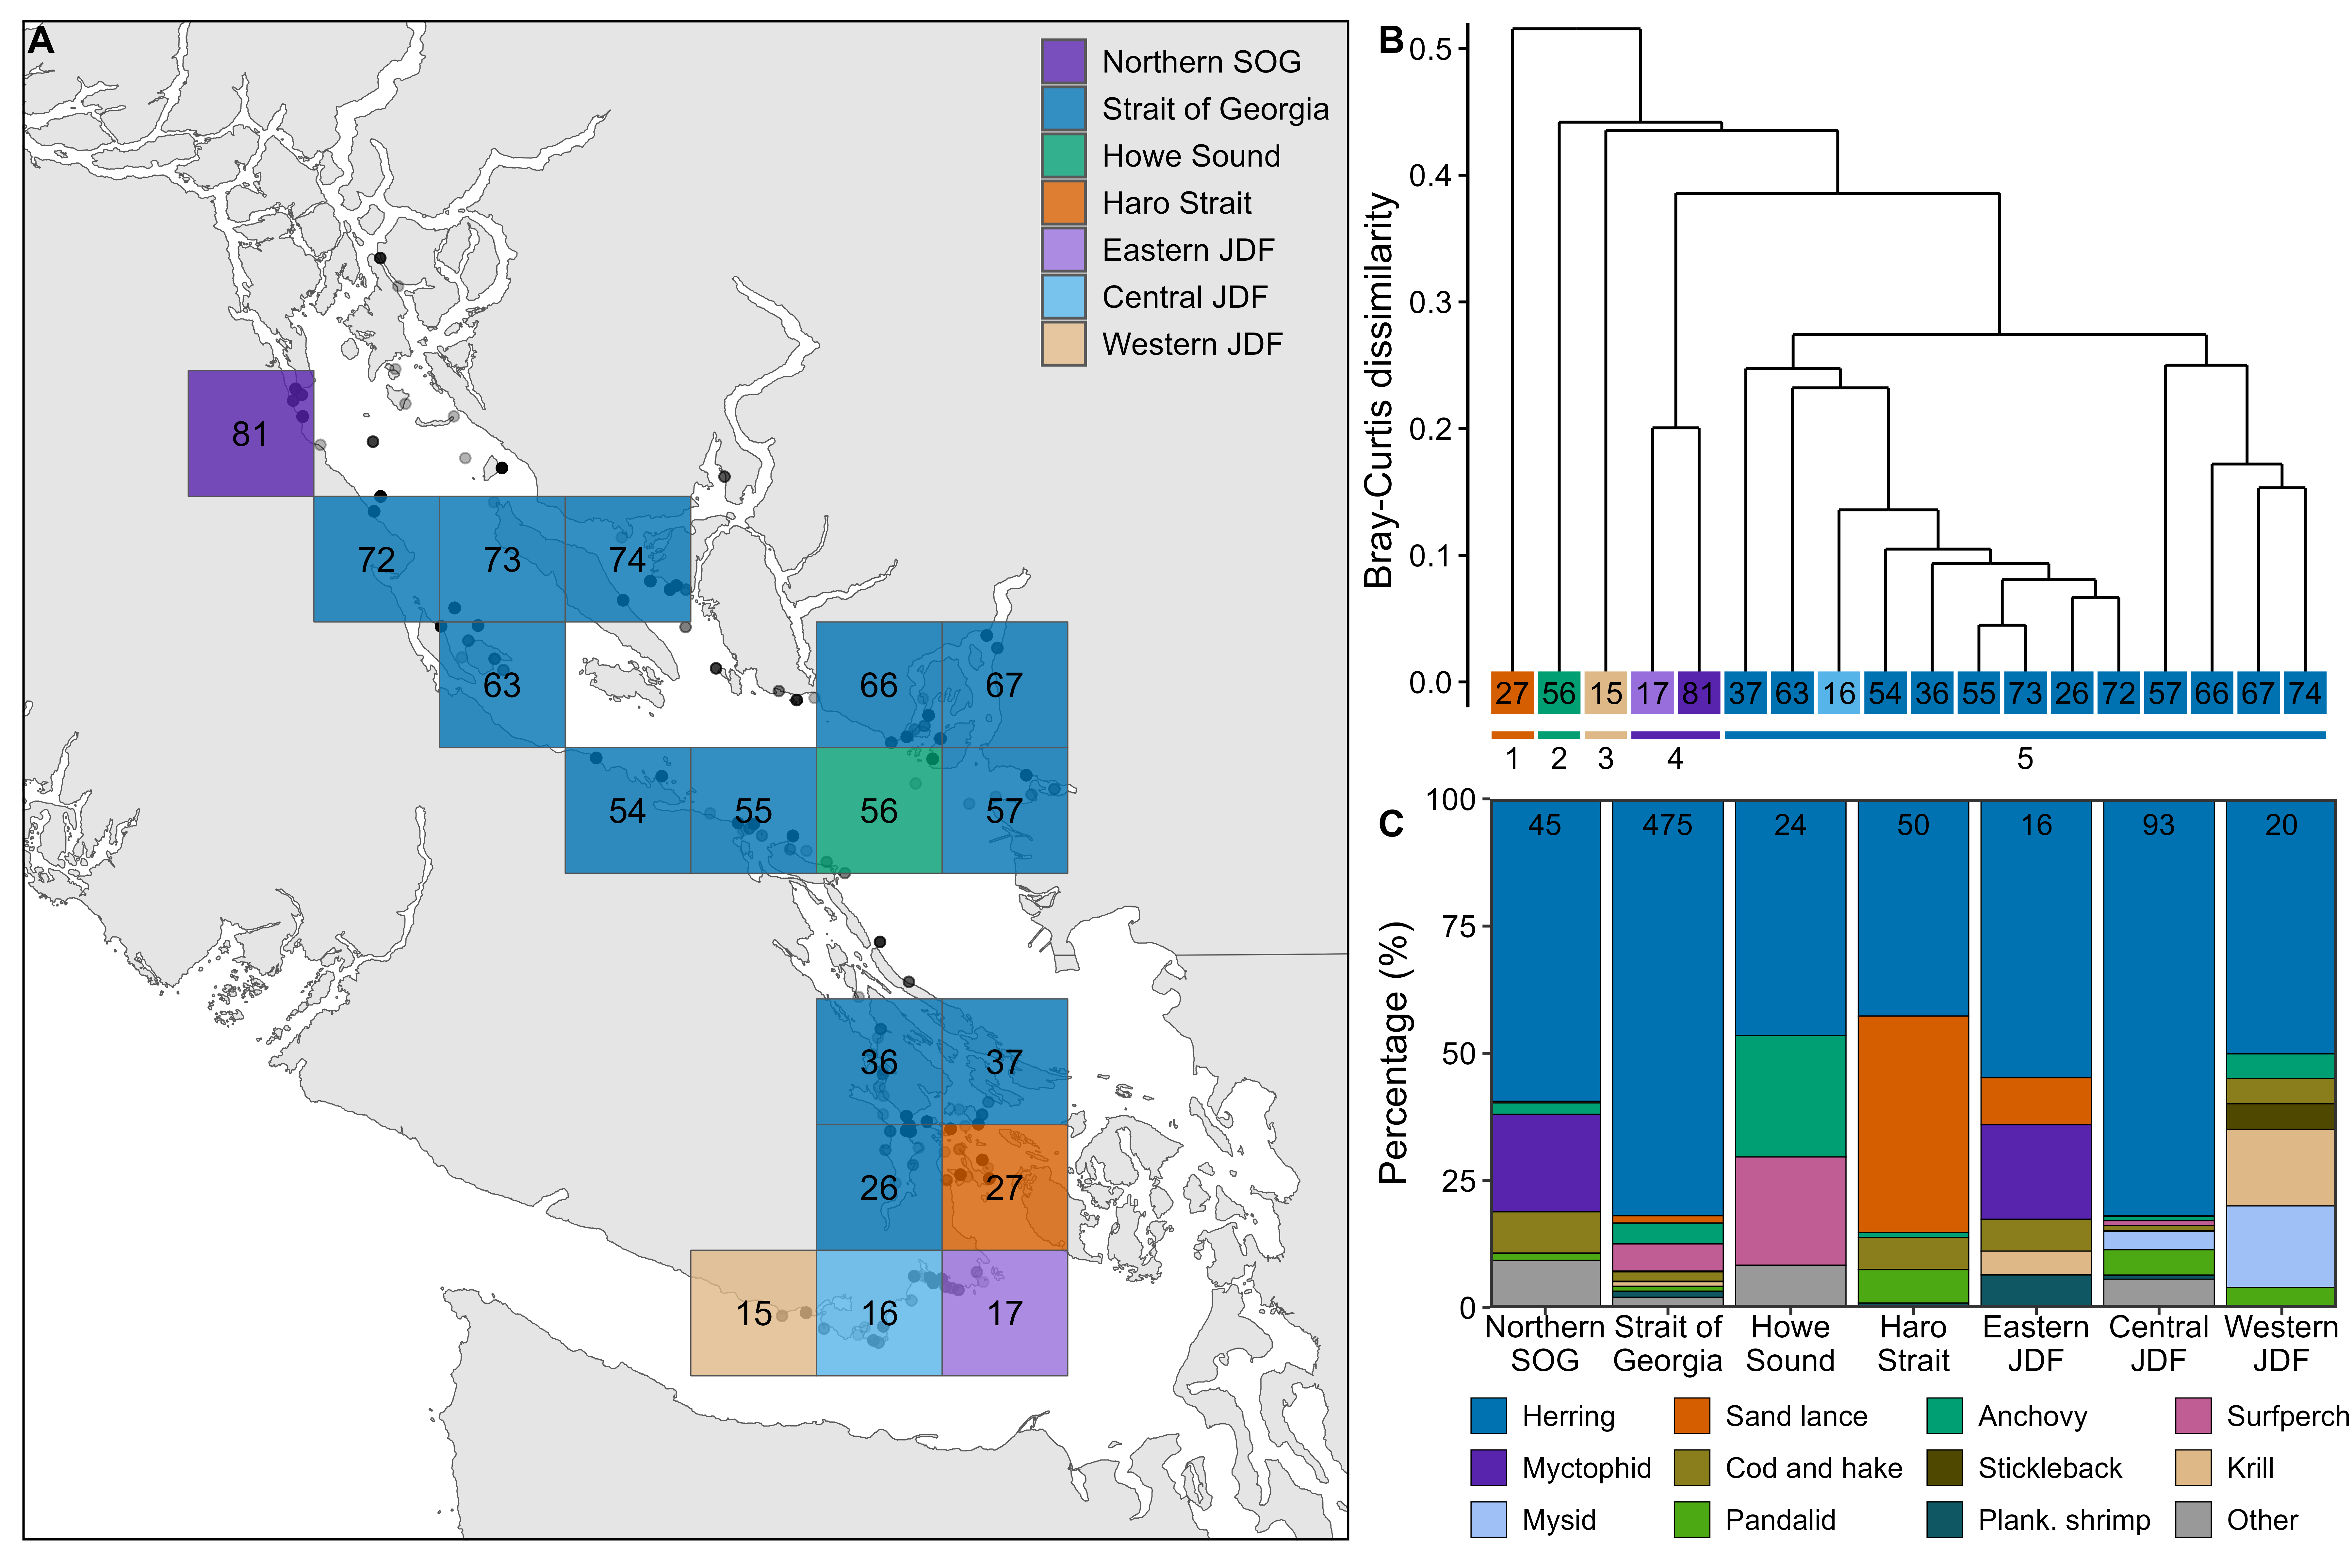 A
Northern SOG
Strait of Georgia
Howe Sound
Haro Strait
Eastern JDF
Central JDF
Western JDF
81
72 73 74
63 66 67
54 55 56 57
36 37
26 27
15 16 17
B
Bray-Curtis dissimilarity
0.5
0.4
0.3
0.2
0.1
0.0
27 56 15 17 81 37 63 16 54 36 55 73 26 72 57 66 67 74
1 2 3 4 5
C
Percentage (%)
100
75
50
25
0
45 475 24 50 16 93 20
Northern Strait of Howe Haro Eastern Central Western
SOG Georgia Sound Strait JDF JDF JDF
Herring Sand lance Anchovy Surfperch
Myctophid Cod and hake Stickleback Krill
Mysid Pandalid Plank. shrimp Other